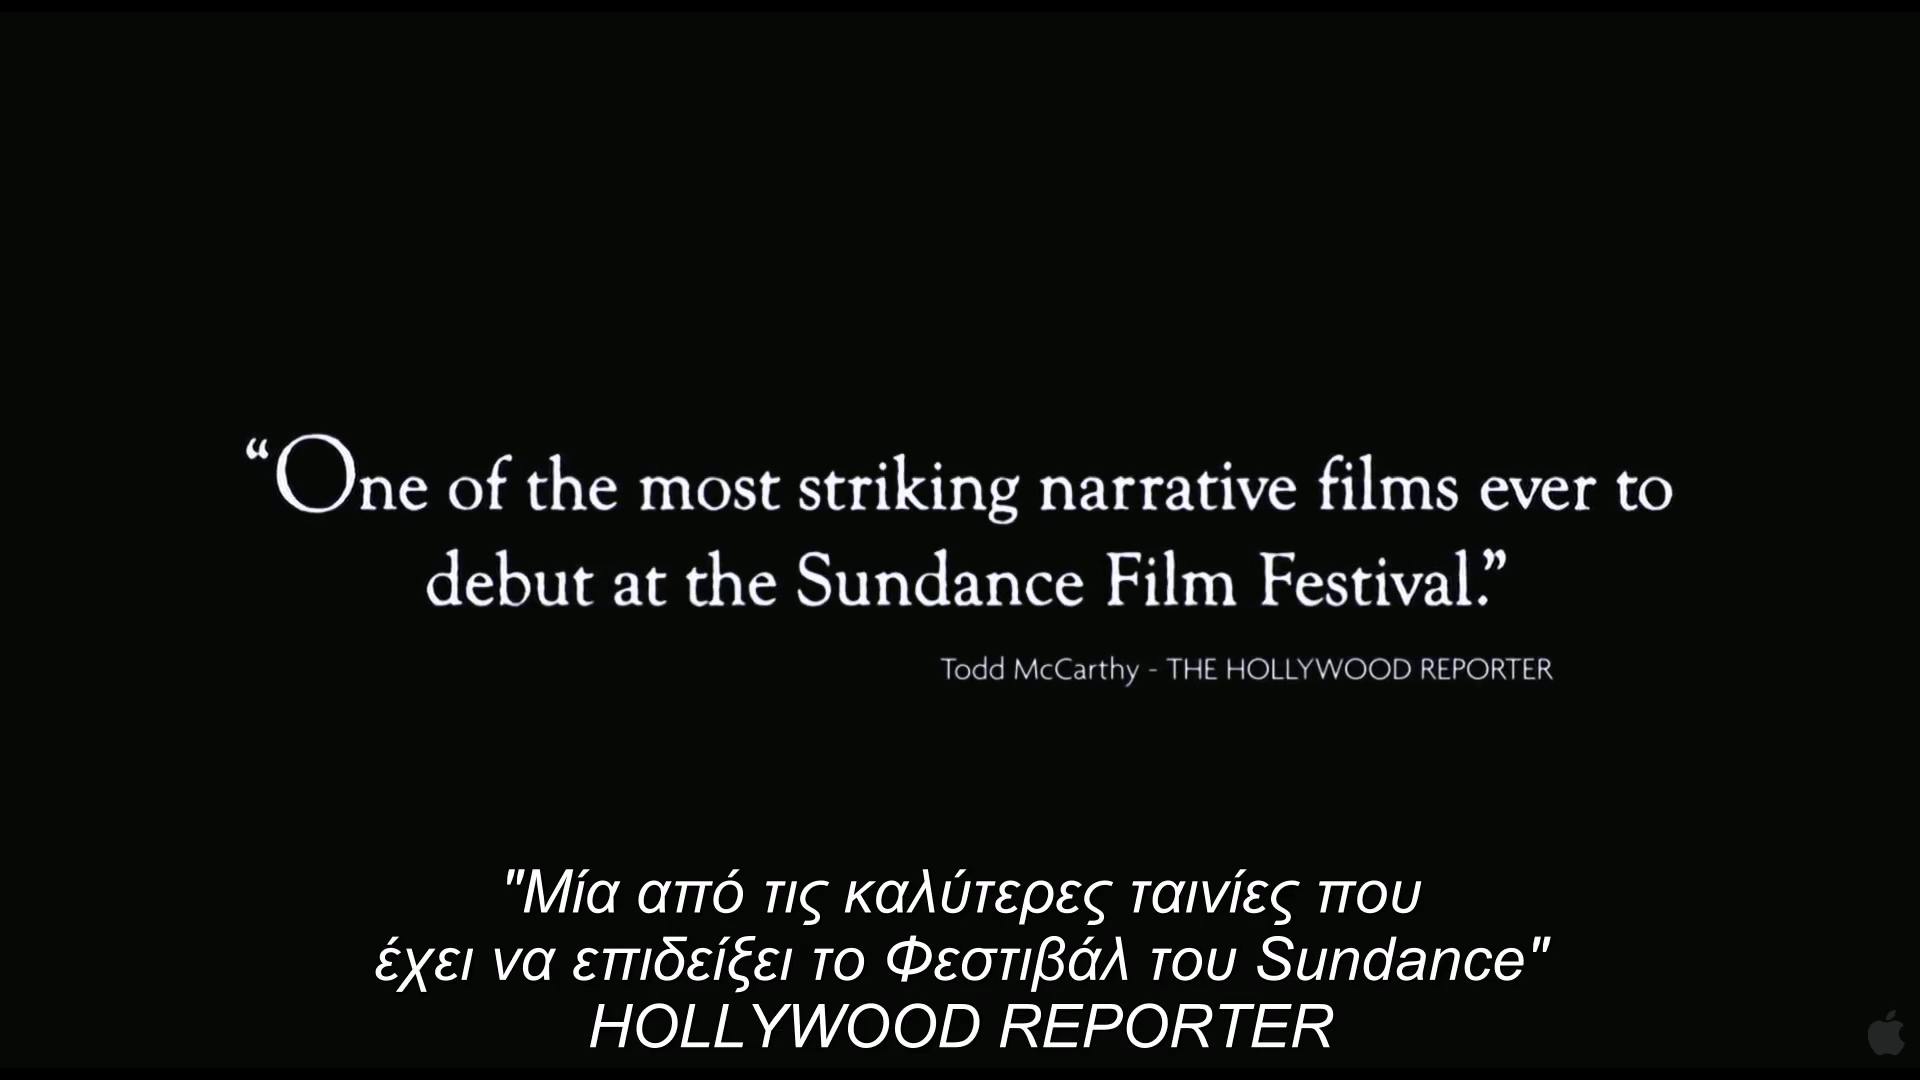 “One of the most striking narrative films ever to
debut at the Sundance Film Festival.”
Todd McCarthy - THE HOLLYWOOD REPORTER
"Μία από τις καλύτερες ταινίες που
έχει να επιδείξει το Φεστιβάλ του Sundance"
HOLLYWOOD REPORTER